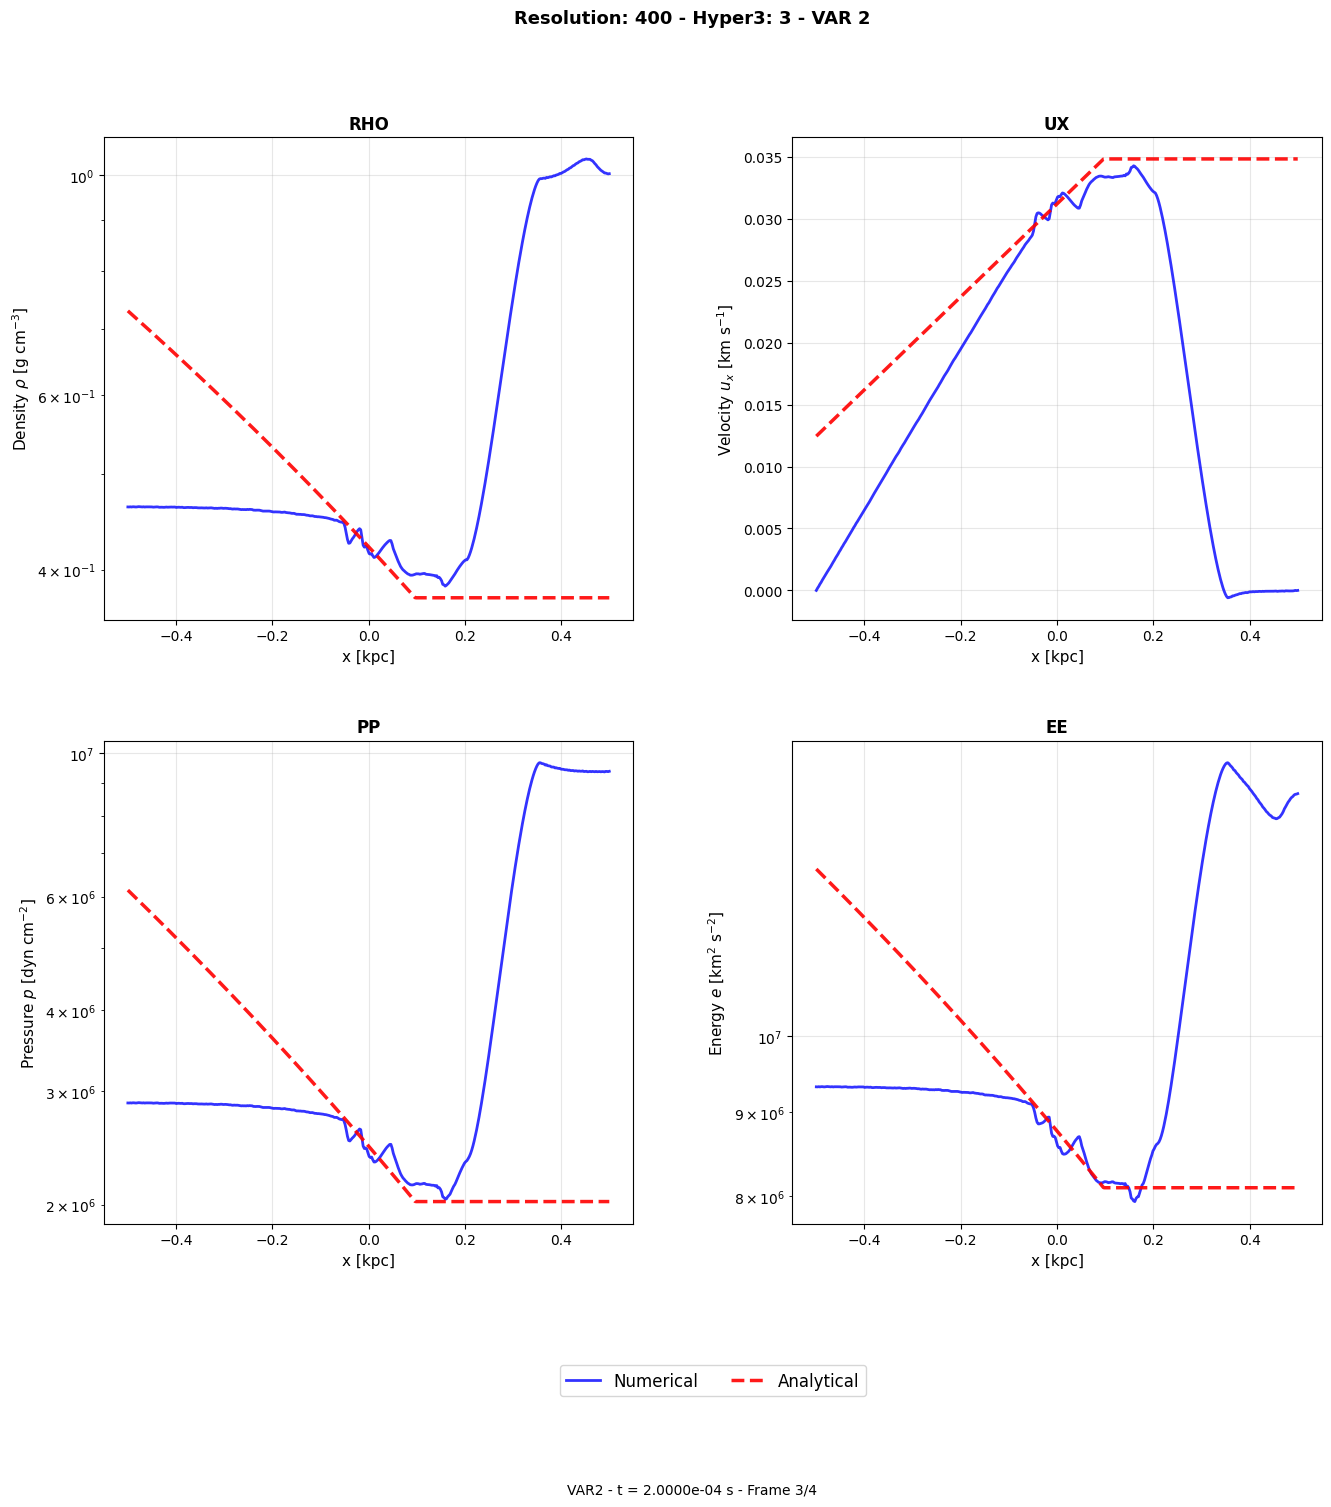 Resolution: 400 - Hyper3: 3 - VAR 2
RHO
Density ρ [g cm⁻³]
10⁰
6 × 10⁻¹
4 × 10⁻¹
−0.4 −0.2 0.0 0.2 0.4
x [kpc]
UX
Velocity uₓ [km s⁻¹]
0.035
0.030
0.025
0.020
0.015
0.010
0.005
0.000
−0.4 −0.2 0.0 0.2 0.4
x [kpc]
PP
Pressure p [dyn cm⁻²]
10⁷
6 × 10⁶
4 × 10⁶
3 × 10⁶
2 × 10⁶
−0.4 −0.2 0.0 0.2 0.4
x [kpc]
EE
Energy e [km² s⁻²]
10⁷
9 × 10⁶
8 × 10⁶
−0.4 −0.2 0.0 0.2 0.4
x [kpc]
Numerical Analytical
VAR2 - t = 2.0000e-04 s - Frame 3/4